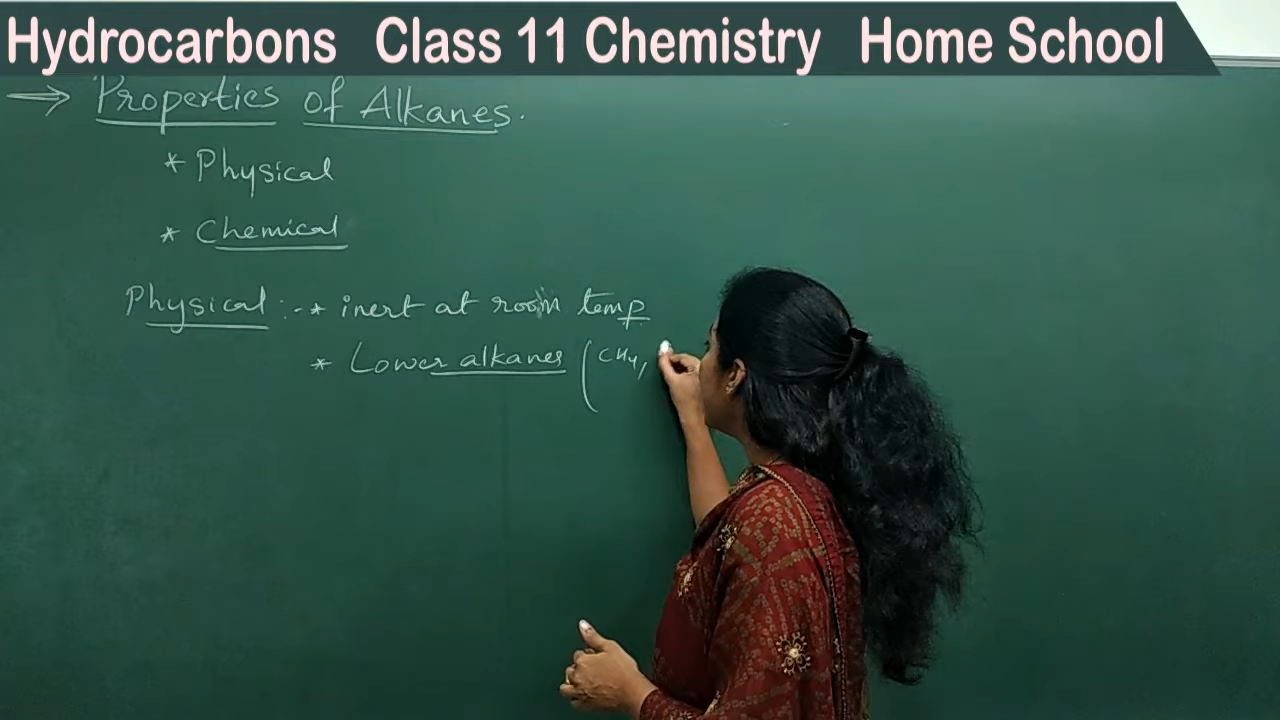 Hydrocarbons Class 11 Chemistry Home School
⇒ Properties of Alkanes.
* Physical
* Chemical
Physical :- * inert at room temp
* Lower alkanes (CH4,